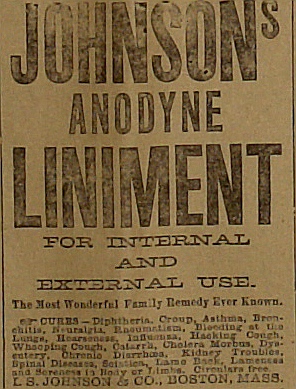 JOHNSON'S
ANODYNE
LINIMENT
FOR INTERNAL
AND
EXTERNAL USE.
The Most Wonderful Family Remedy Ever Known.
☞ CURES — Diphtheria, Croup, Asthma, Bron-
chitis, Neuralgia, Rheumatism, Bleeding at the
Lungs, Hoarseness, Influenza, Hacking Cough,
Whooping Cough, Catarrh, Cholera Morbus, Dys-
entery, Chronic Diarrhœa, Kidney Troubles,
Spinal Diseases, Sciatica, Lame Back, Lameness
and Soreness in Body or Limbs. Circulars free.
I. S. JOHNSON & CO., BOSTON, MASS.